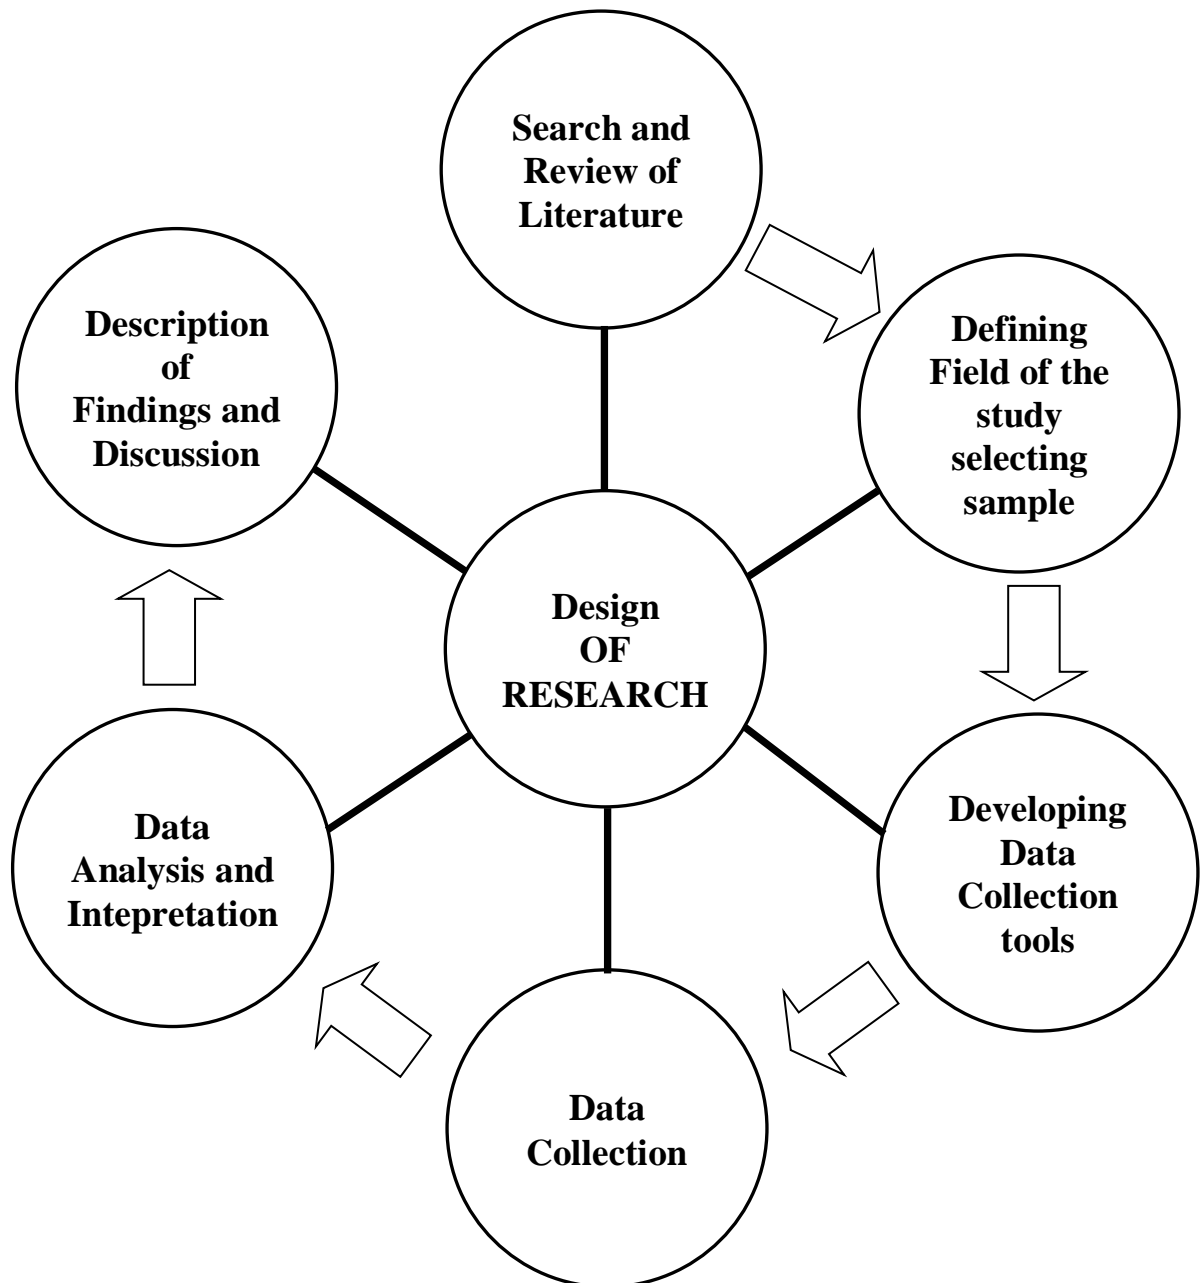 Search and
Review of
Literature
Defining
Field of the
study
selecting
sample
Developing
Data
Collection
tools
Data
Collection
Data
Analysis and
Intepretation
Description
of
Findings and
Discussion
Design
OF
RESEARCH